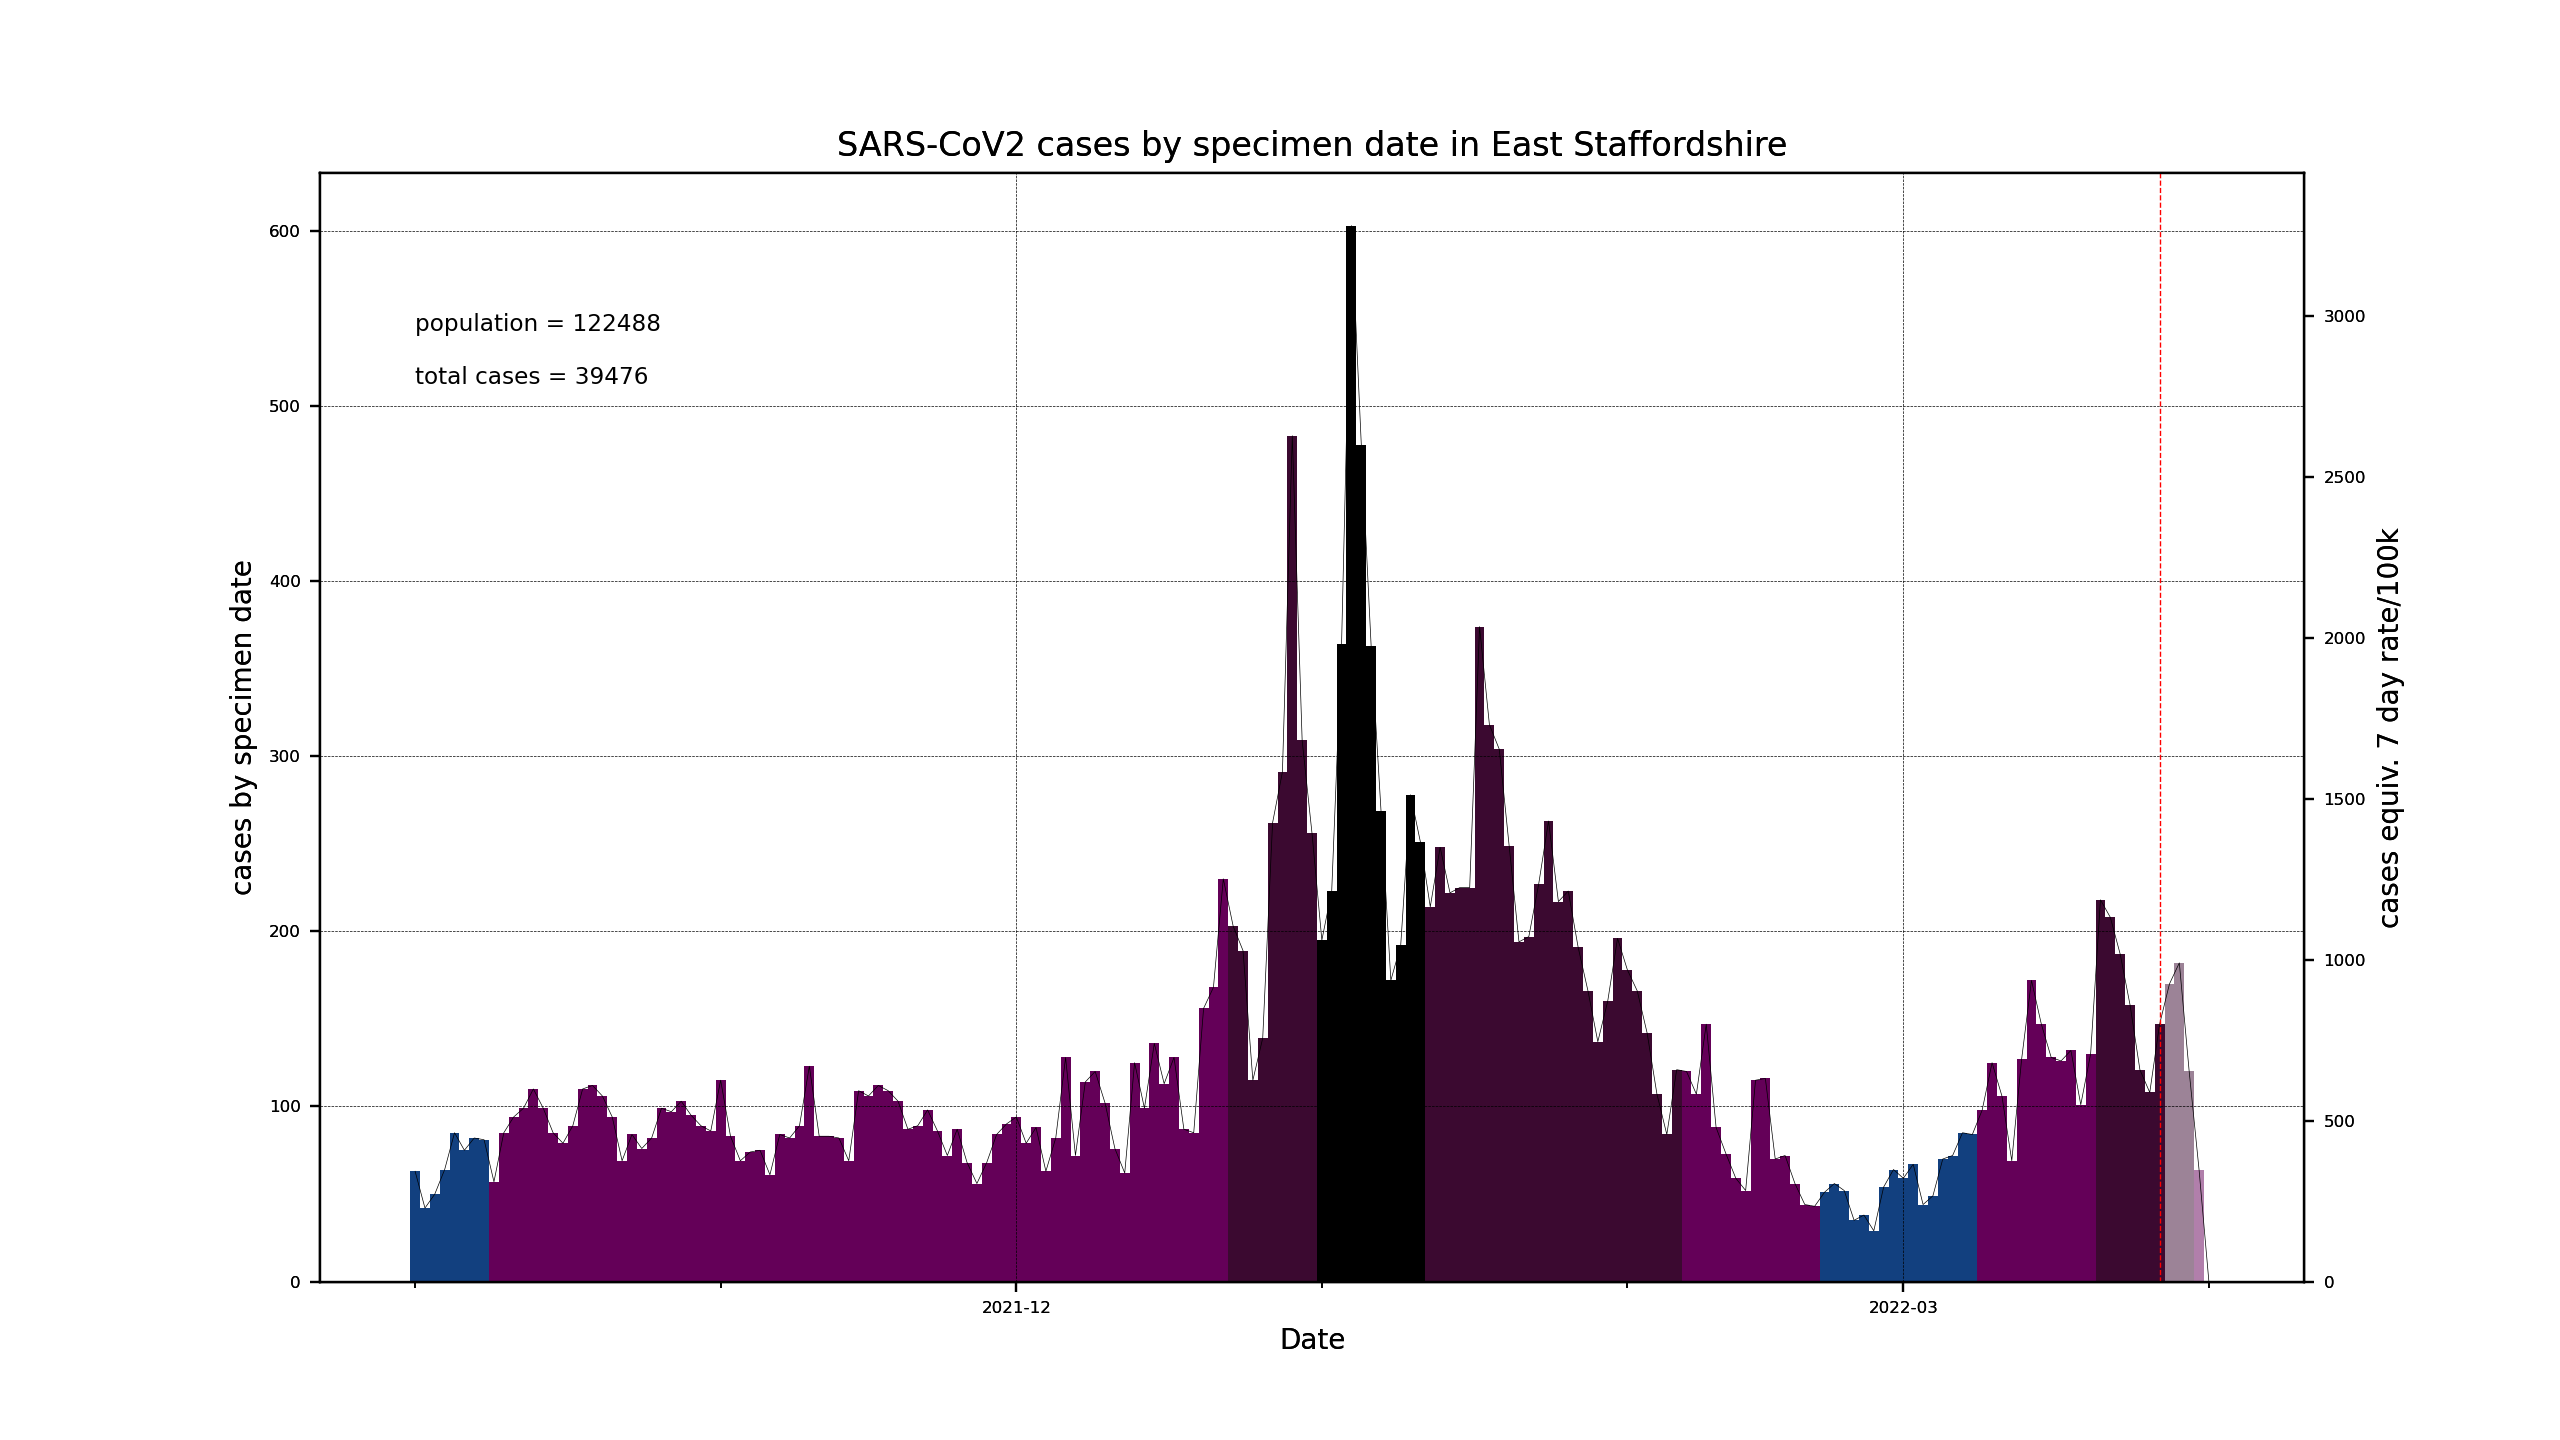 SARS-CoV2 cases by specimen date in East Staffordshire
population = 122488
total cases = 39476
cases by specimen date
600
500
400
300
200
100
0
3000
2500
2000
1500
1000
500
0
cases equiv. 7 day rate/100k
2021-12
2022-03
Date